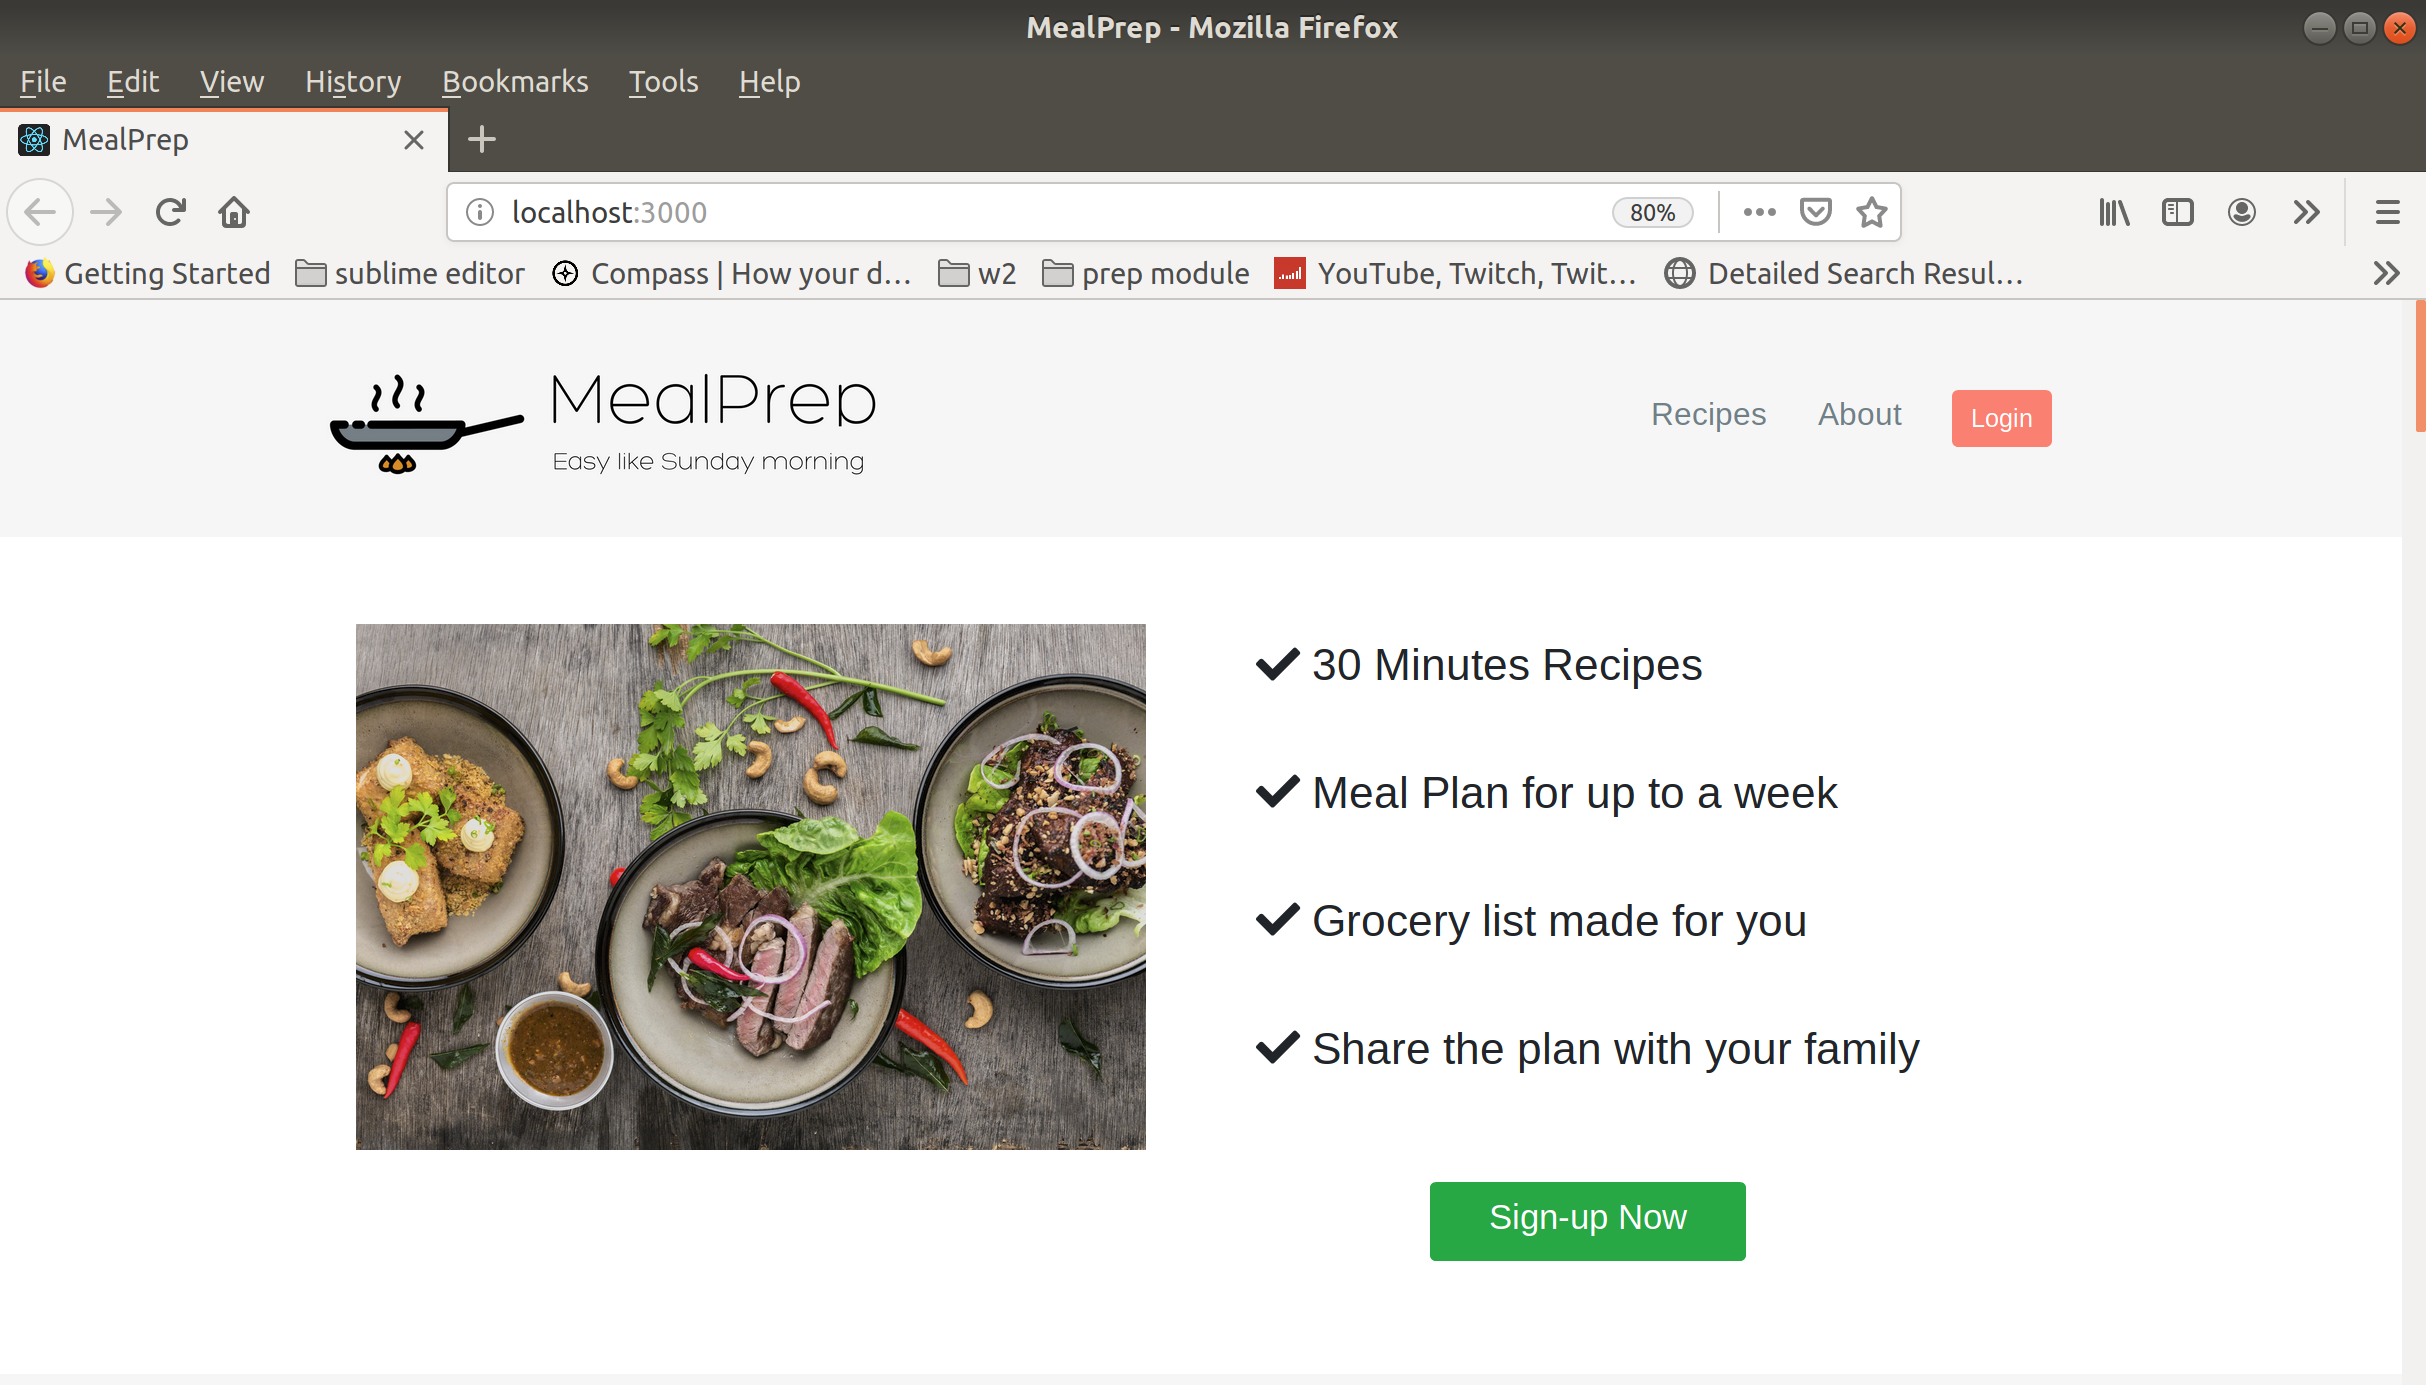 MealPrep - Mozilla Firefox
File Edit View History Bookmarks Tools Help
MealPrep
localhost:3000 80%
Getting Started sublime editor Compass | How your d… w2 prep module YouTube, Twitch, Twit… Detailed Search Resul…
MealPrep
Easy like Sunday morning
Recipes About Login
30 Minutes Recipes
Meal Plan for up to a week
Grocery list made for you
Share the plan with your family
Sign-up Now